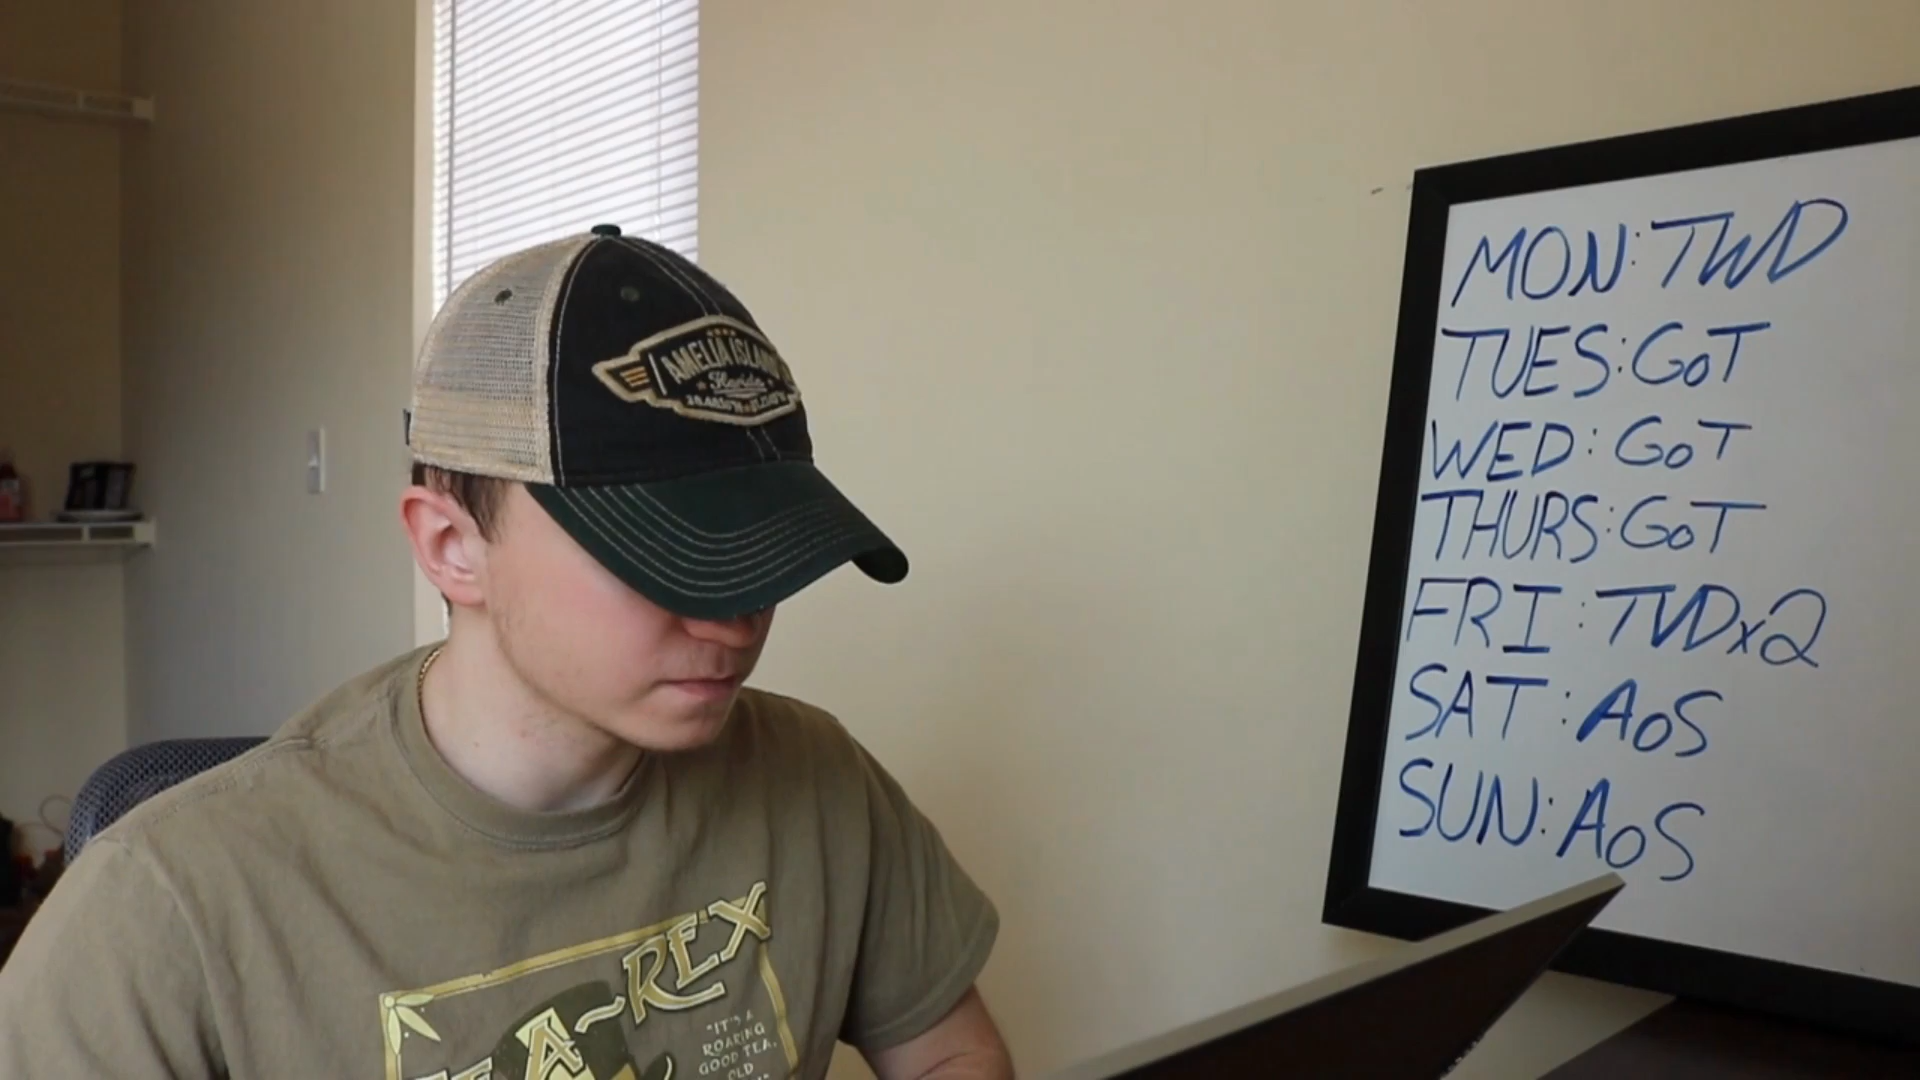 AMELIA ISLAND
Florida
MON: TWD
TUES: GoT
WED: GoT
THURS: GoT
FRI: TVDx2
SAT: AoS
SUN: AoS
TEA-REX
"IT'S A
ROARING
GOOD TEA,
OLD